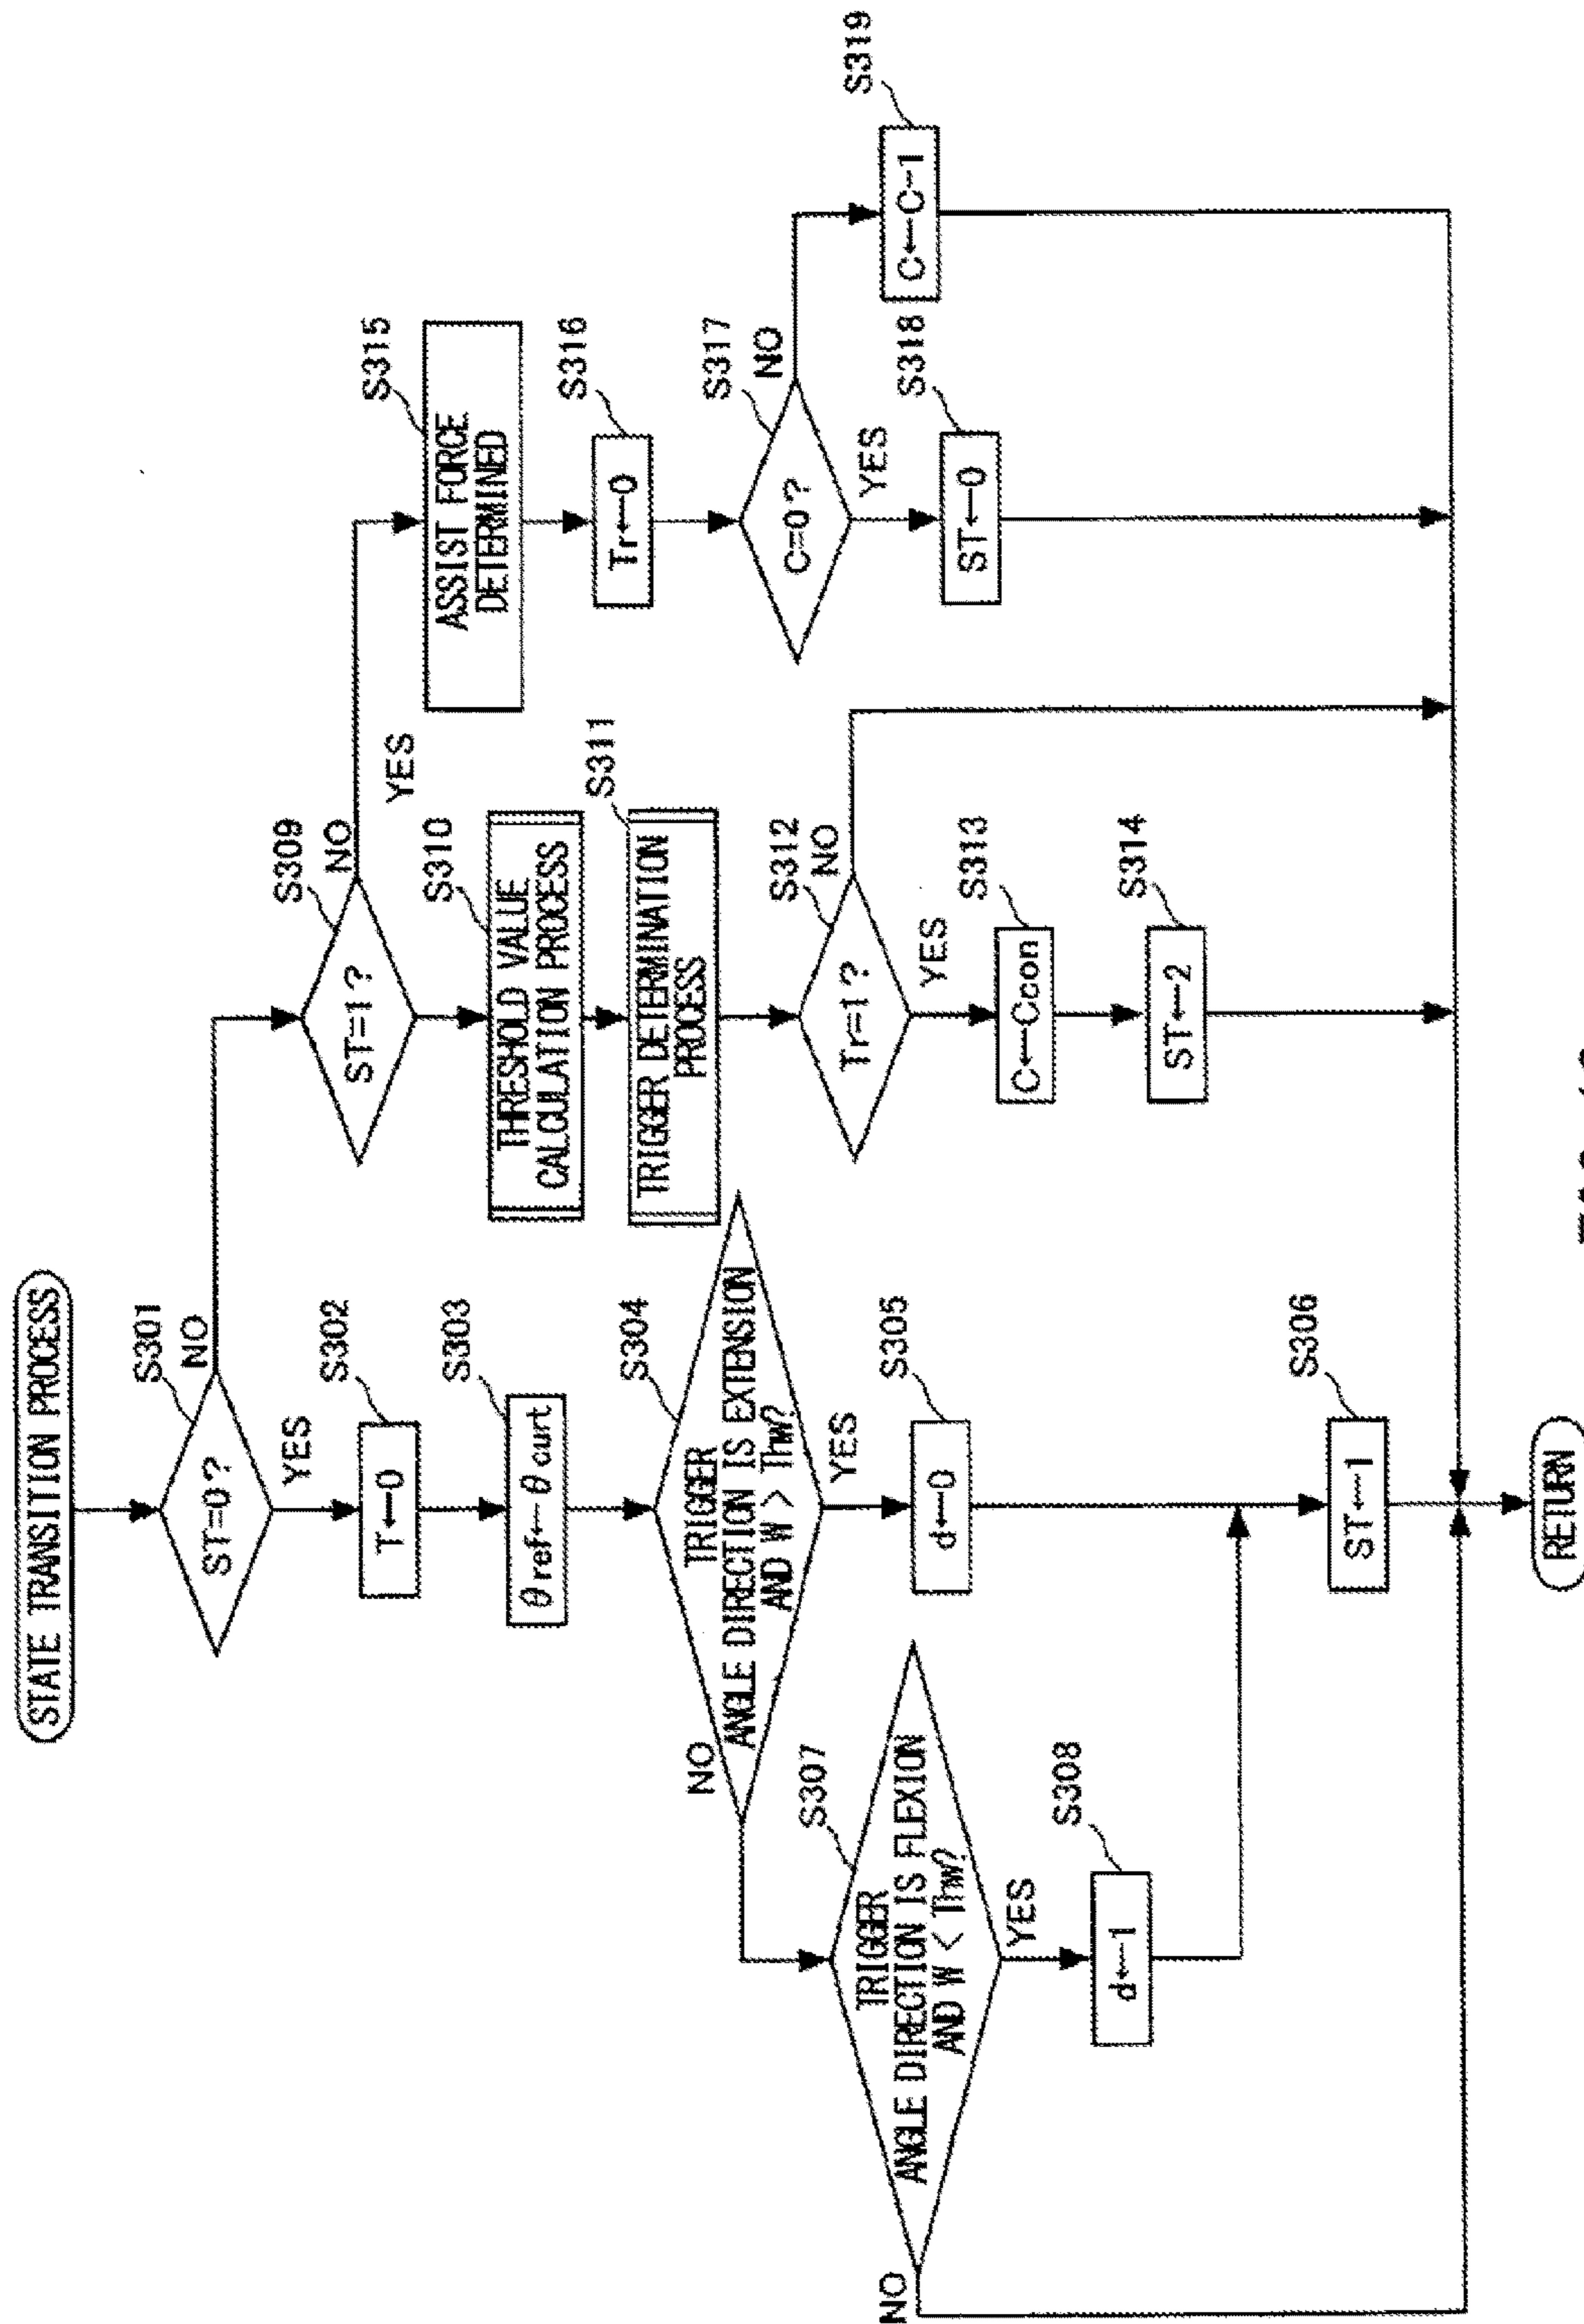 STATE TRANSITION PROCESS
S301
ST=0?
NO
YES
S302
T←0
S303
θref←θcurt
S304
TRIGGER
ANGLE DIRECTION IS EXTENSION
AND W > Thw?
NO
YES
S305
d←0
S306
ST←1
S307
TRIGGER
ANGLE DIRECTION IS FLEXION
AND W < Thw?
NO
YES
S308
d←1
S309
ST=1?
NO
YES
S310
THRESHOLD VALUE
CALCULATION PROCESS
S311
TRIGGER DETERMINATION
PROCESS
S312
Tr=1?
NO
YES
S313
C←Ccon
S314
ST←2
S315
ASSIST FORCE
DETERMINED
S316
Tr←0
S317
C=0?
NO
YES
S318
ST←0
S319
C←C-1
RETURN